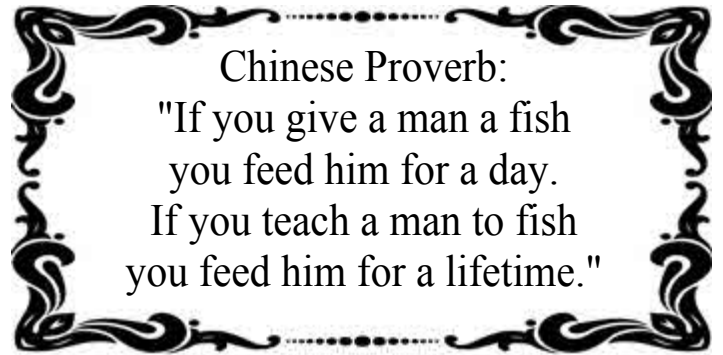 Chinese Proverb:
"If you give a man a fish
you feed him for a day.
If you teach a man to fish
you feed him for a lifetime."